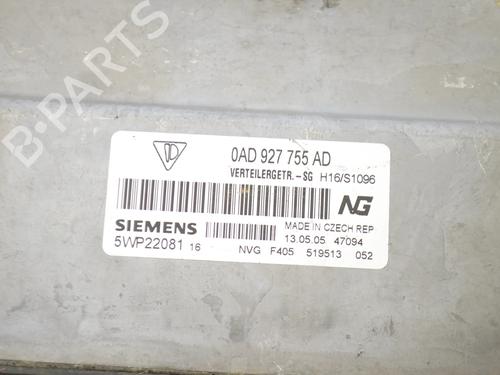 B-PARTS
0AD 927 755 AD
VERTEILERGETR.-SG H16/S1096
NG
SIEMENS
MADE IN CZECH REP
13.05.05 47094
5WP22081 16
NVG F405 519513 052